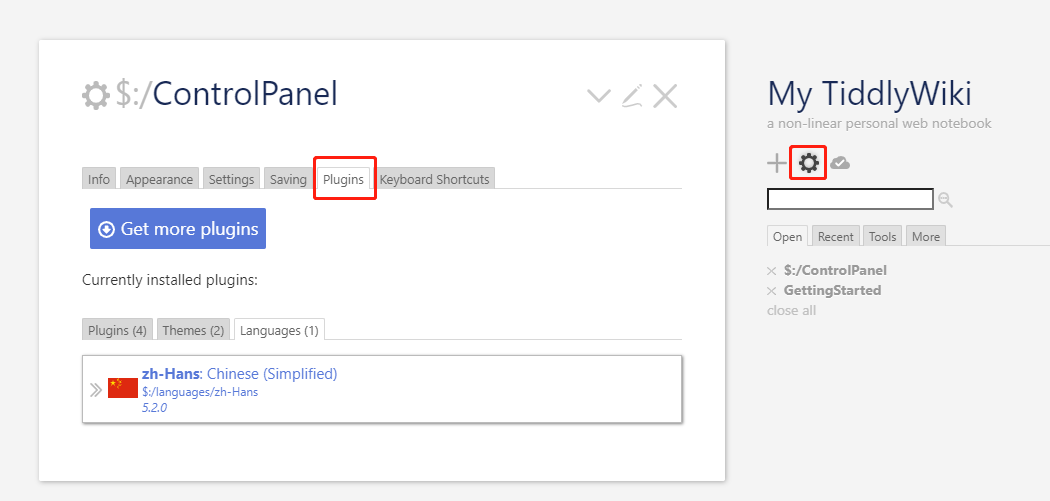 $:/ControlPanel
Info Appearance Settings Saving Plugins Keyboard Shortcuts
Get more plugins
Currently installed plugins:
Plugins (4) Themes (2) Languages (1)
zh-Hans: Chinese (Simplified)
$:/languages/zh-Hans
5.2.0
My TiddlyWiki
a non-linear personal web notebook
Open Recent Tools More
$:/ControlPanel
GettingStarted
close all